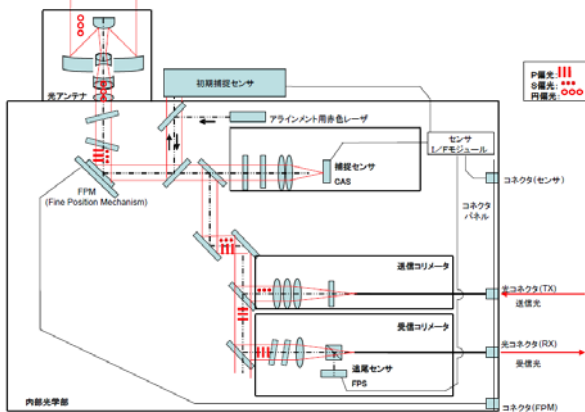 光アンテナ
初期捕捉センサ
アラインメント用赤色レーザ
P偏光:
S偏光:
円偏光:
センサ
I/Fモジュール
捕捉センサ
CAS
FPM
(Fine Position Mechanism)
コネクタ(センサ)
コネクタ
パネル
送信コリメータ
光コネクタ(TX)
送信光
受信コリメータ
光コネクタ(RX)
受信光
追尾センサ
FPS
内部光学部
コネクタ(FPM)